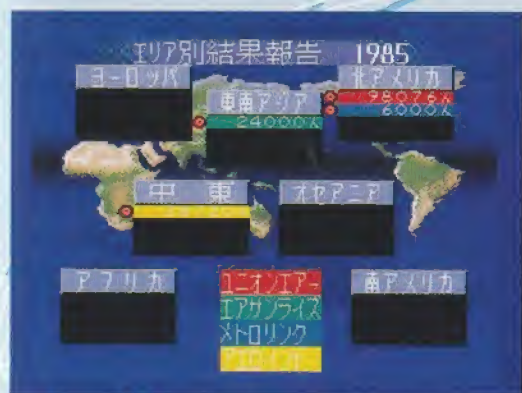 エリア別結果報告 1985
ヨーロッパ
北アメリカ
98076人
6000人
東南アジア
24000人
中 東
オセアニア
アフリカ
南アメリカ
ユニオンエアー
エアサンライズ
メトロリンク